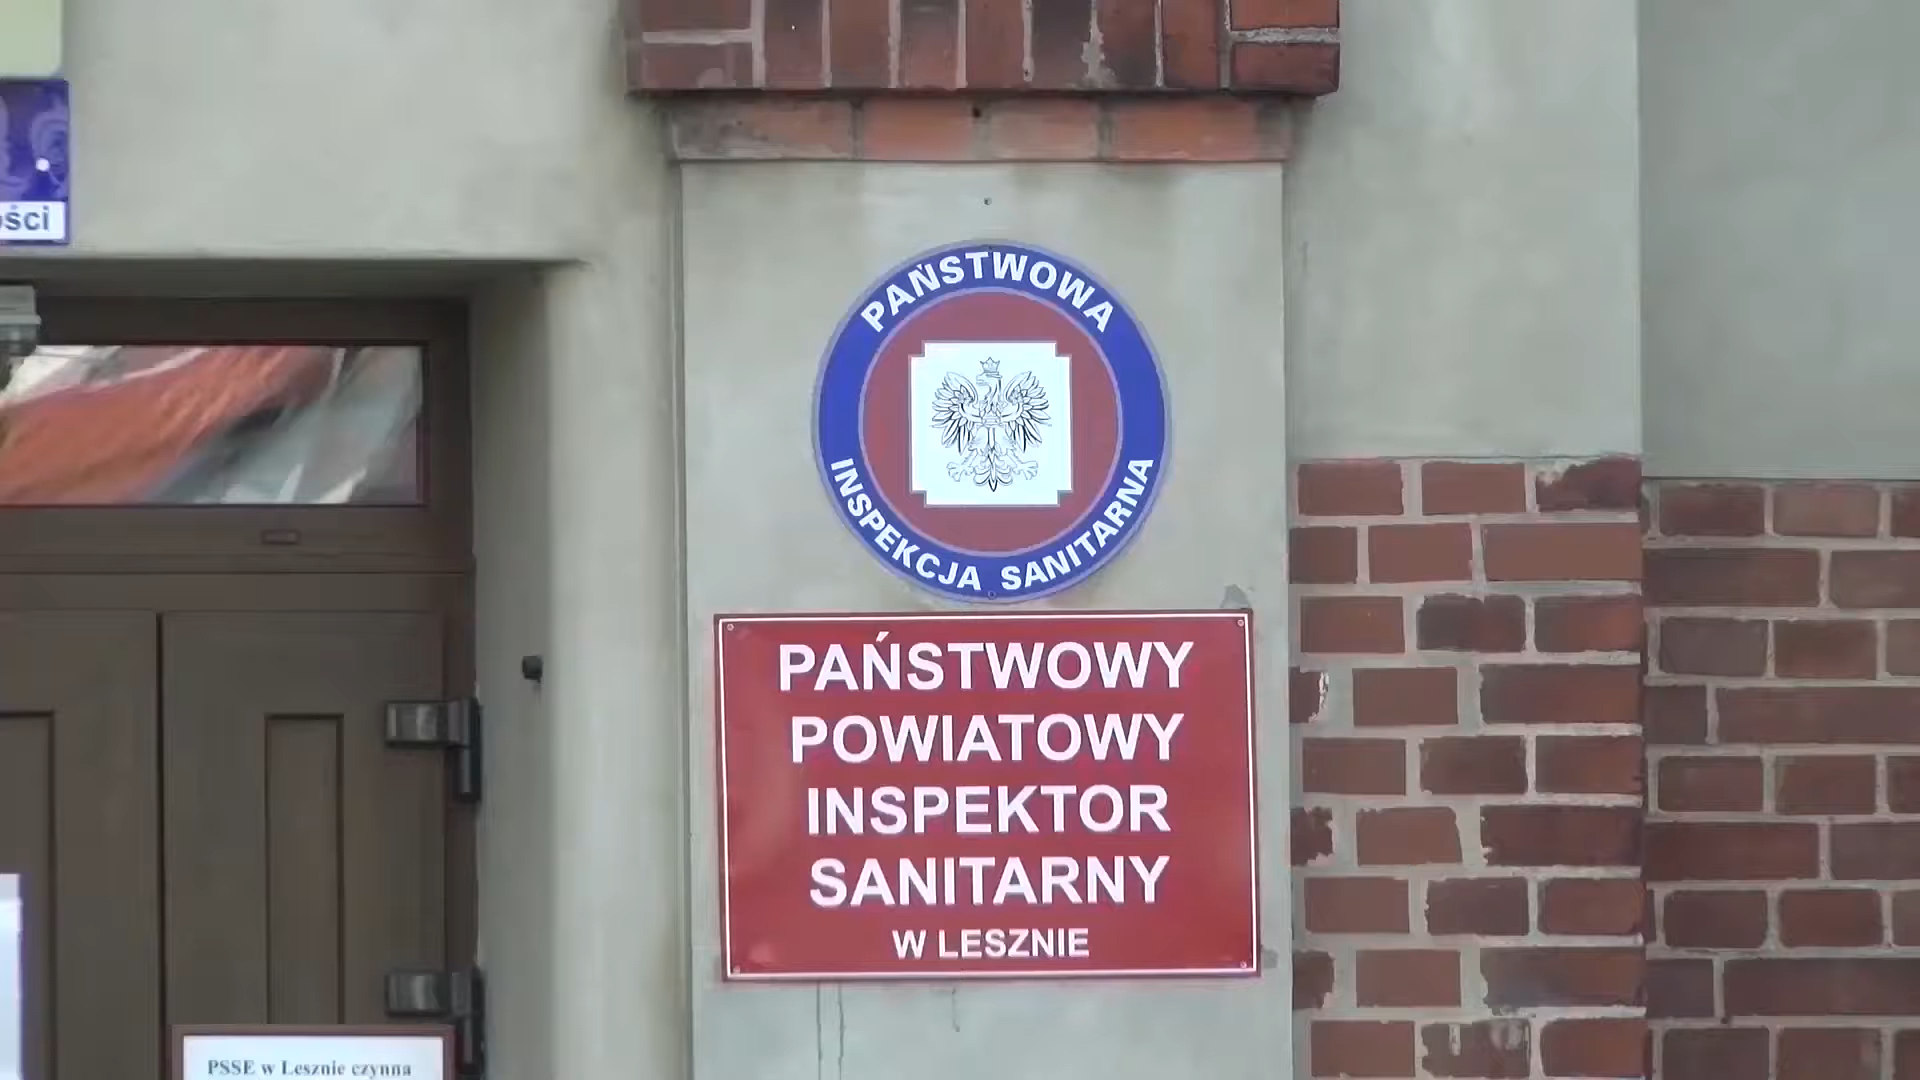 ości
PAŃSTWOWA
INSPEKCJA SANITARNA
PAŃSTWOWY
POWIATOWY
INSPEKTOR
SANITARNY
W LESZNIE
PSSE w Lesznie czynna